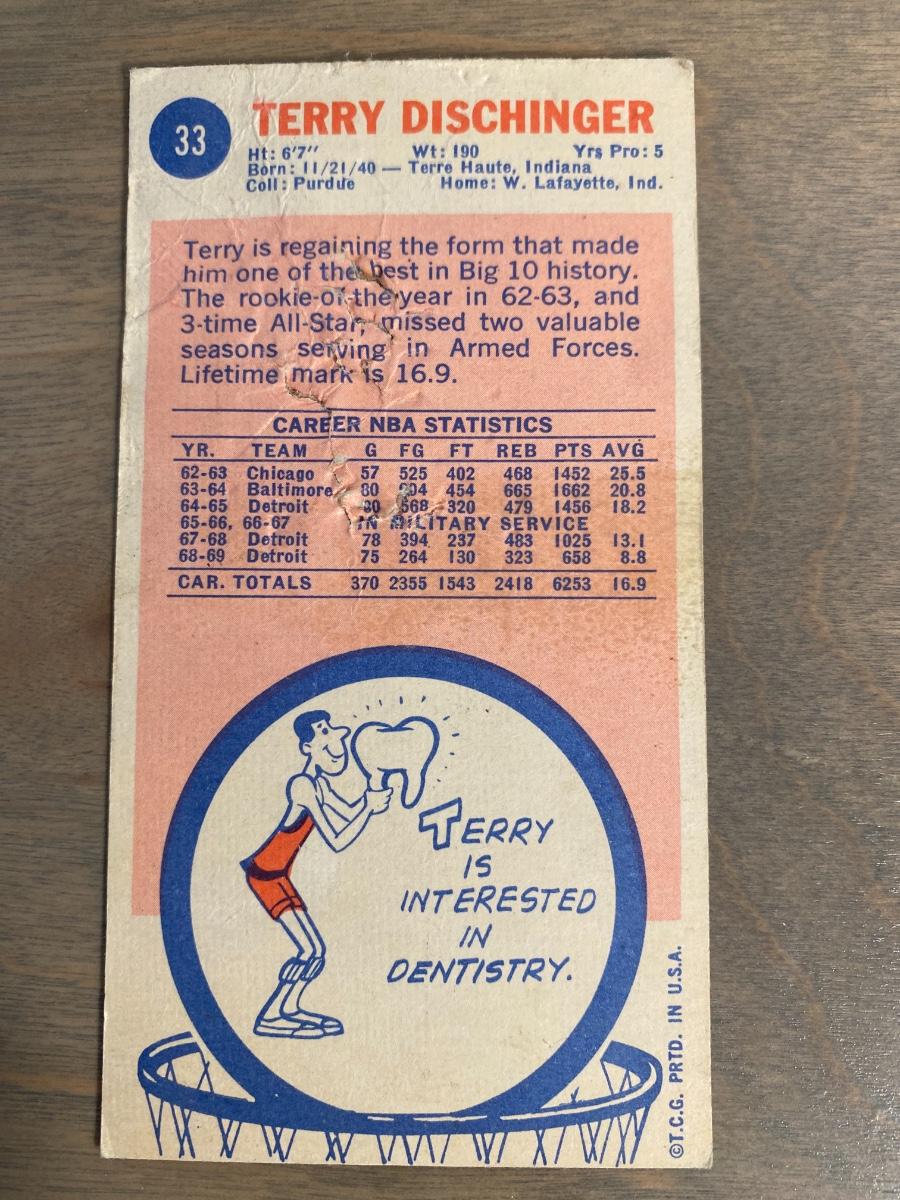 33
TERRY DISCHINGER
Ht: 6'7" Wt: 190 Yrs Pro: 5
Born: 11/21/40 — Terre Haute, Indiana
Coll: Purdue Home: W. Lafayette, Ind.
Terry is regaining the form that made
him one of the best in Big 10 history.
The rookie-of-the-year in 62-63, and
3-time All-Star, missed two valuable
seasons serving in Armed Forces.
Lifetime mark is 16.9.
CAREER NBA STATISTICS
YR. TEAM G FG FT REB PTS AVG
62-63 Chicago 57 525 402 468 1452 25.5
63-64 Baltimore 80 604 454 665 1662 20.8
64-65 Detroit 80 568 320 479 1456 18.2
65-66, 66-67 IN MILITARY SERVICE
67-68 Detroit 78 394 237 483 1025 13.1
68-69 Detroit 75 264 130 323 658 8.8
CAR. TOTALS 370 2355 1543 2418 6253 16.9
TERRY
IS
INTERESTED
IN
DENTISTRY.
©T.C.G. PRTD. IN U.S.A.